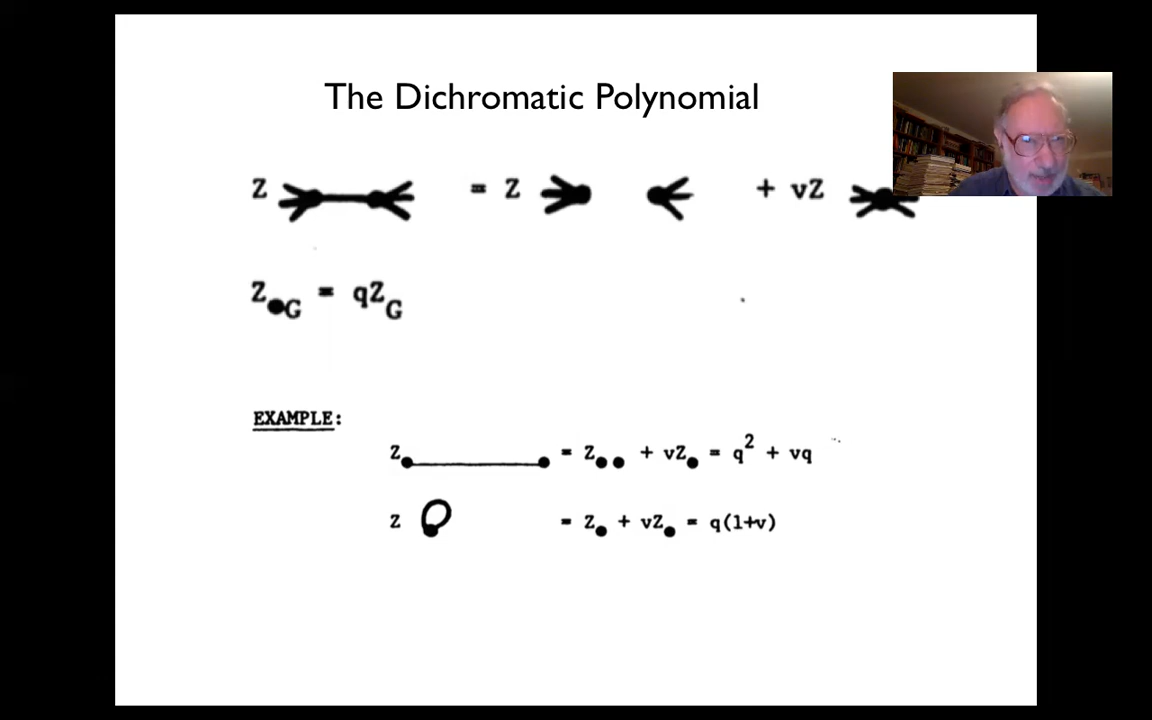 The Dichromatic Polynomial
Z = Z + vZ
Z●G = qZG
EXAMPLE:
Z●——● = Z●● + vZ● = q² + vq
Z = Z● + vZ● = q(1+v)